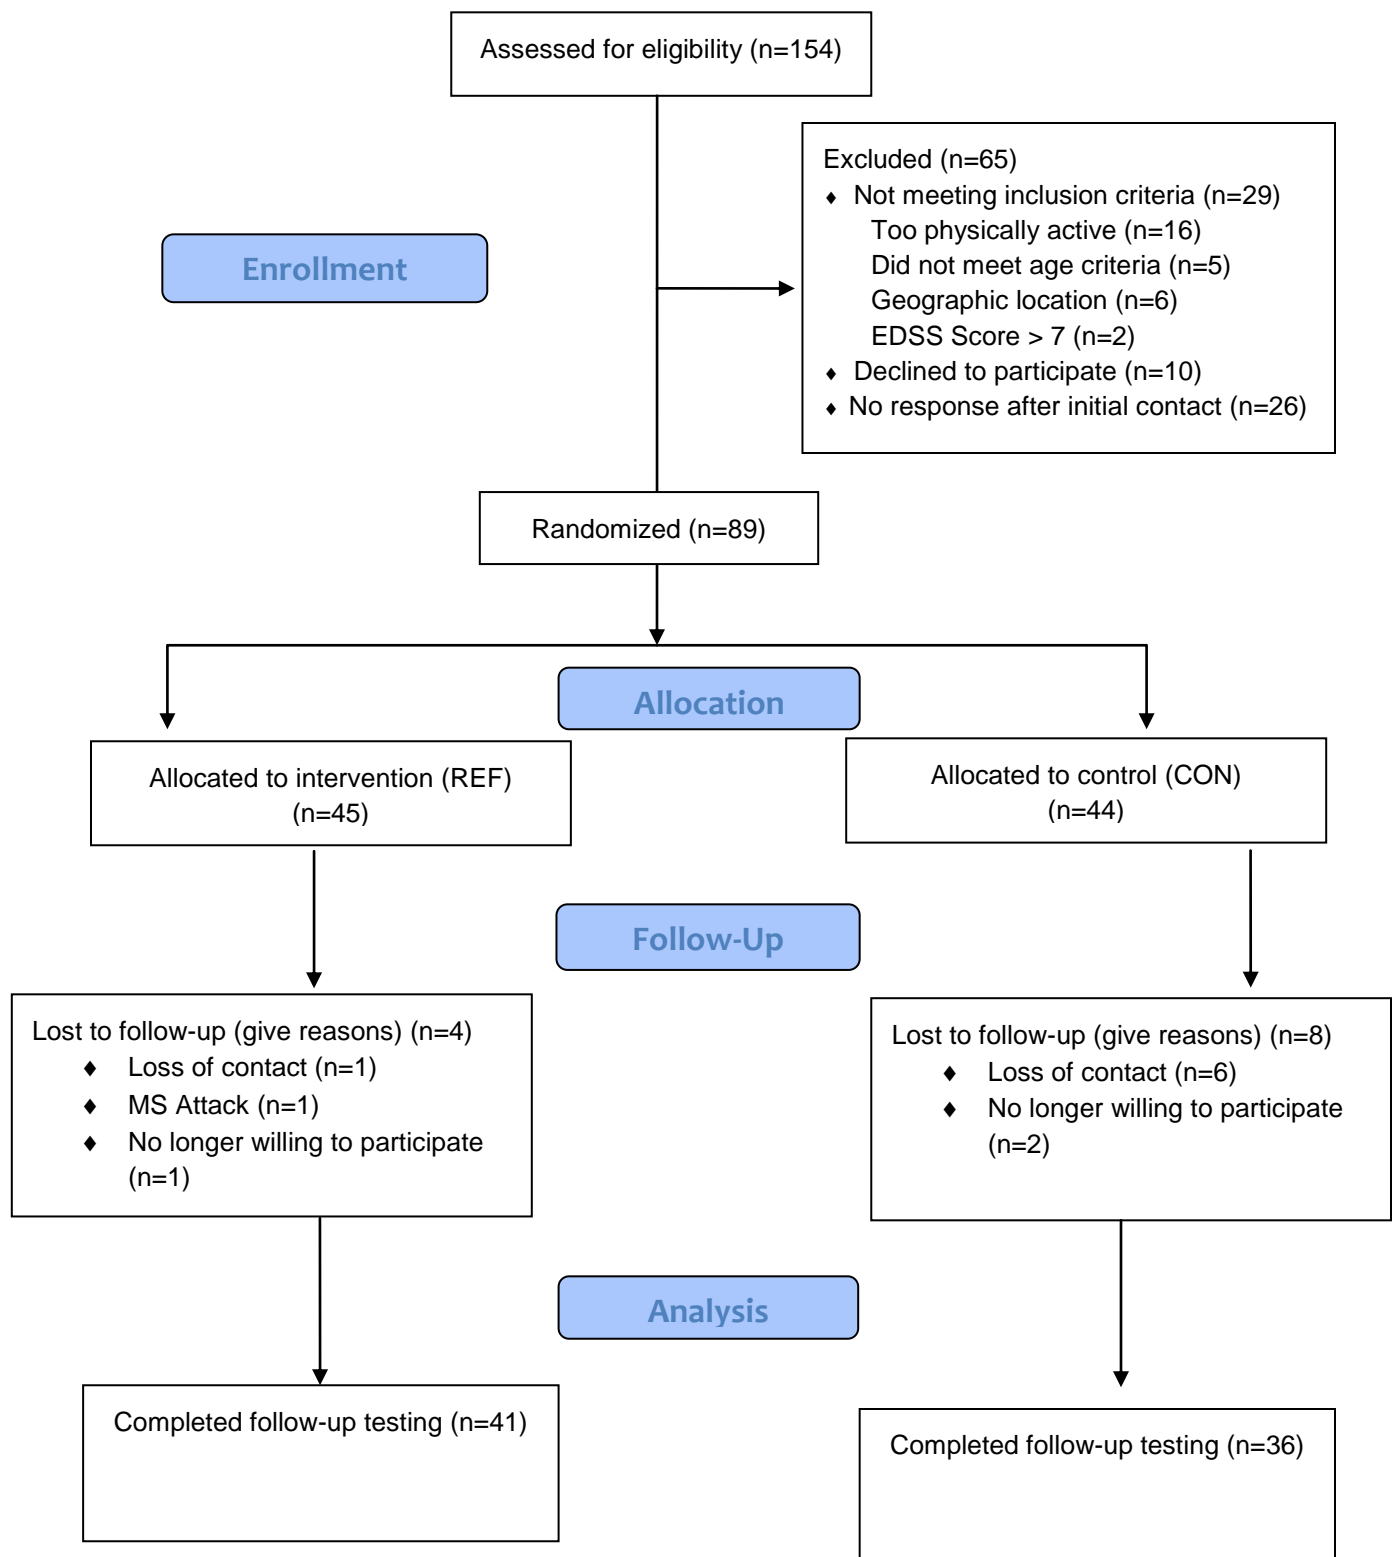 Assessed for eligibility (n=154)
Excluded (n=65)
♦ Not meeting inclusion criteria (n=29)
Too physically active (n=16)
Did not meet age criteria (n=5)
Geographic location (n=6)
EDSS Score > 7 (n=2)
♦ Declined to participate (n=10)
♦ No response after initial contact (n=26)
Enrollment
Randomized (n=89)
Allocation
Allocated to intervention (REF)
(n=45)
Allocated to control (CON)
(n=44)
Follow-Up
Lost to follow-up (give reasons) (n=4)
♦ Loss of contact (n=1)
♦ MS Attack (n=1)
♦ No longer willing to participate
(n=1)
Lost to follow-up (give reasons) (n=8)
♦ Loss of contact (n=6)
♦ No longer willing to participate
(n=2)
Analysis
Completed follow-up testing (n=41)
Completed follow-up testing (n=36)